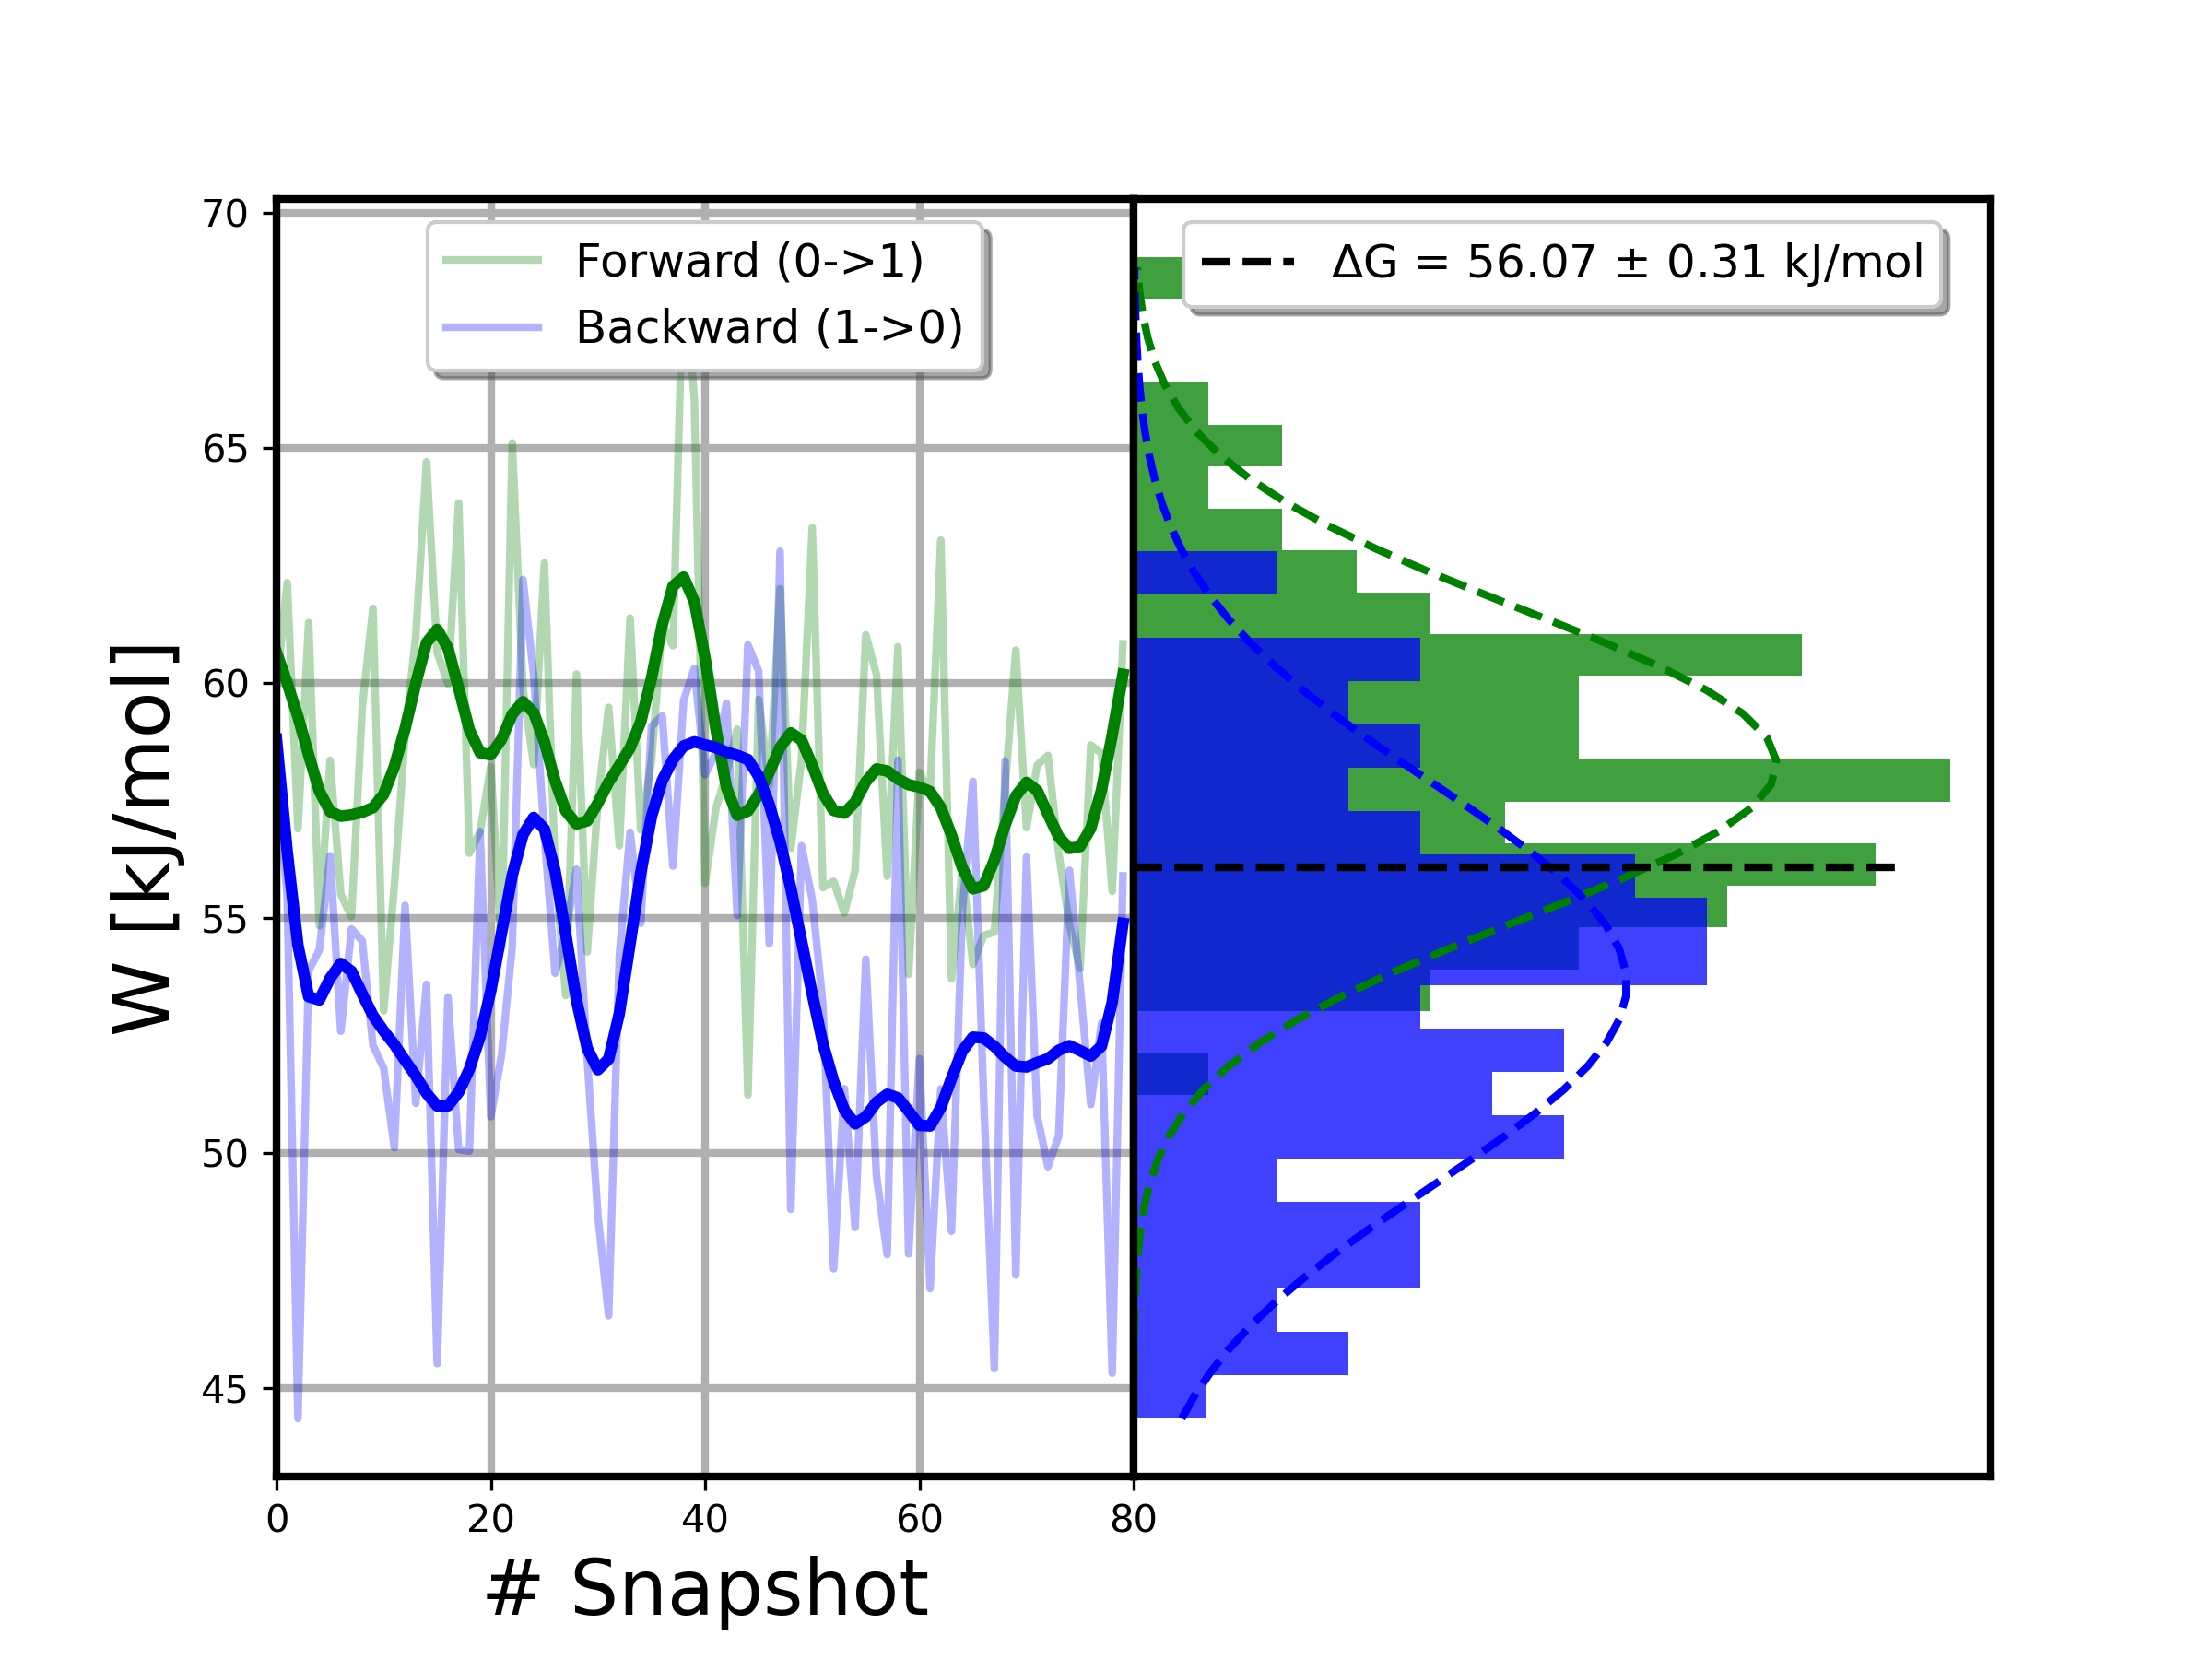 Forward (0->1)
Backward (1->0)
ΔG = 56.07 ± 0.31 kJ/mol
W [kJ/mol]
70
65
60
55
50
45
0
20
40
60
80
# Snapshot